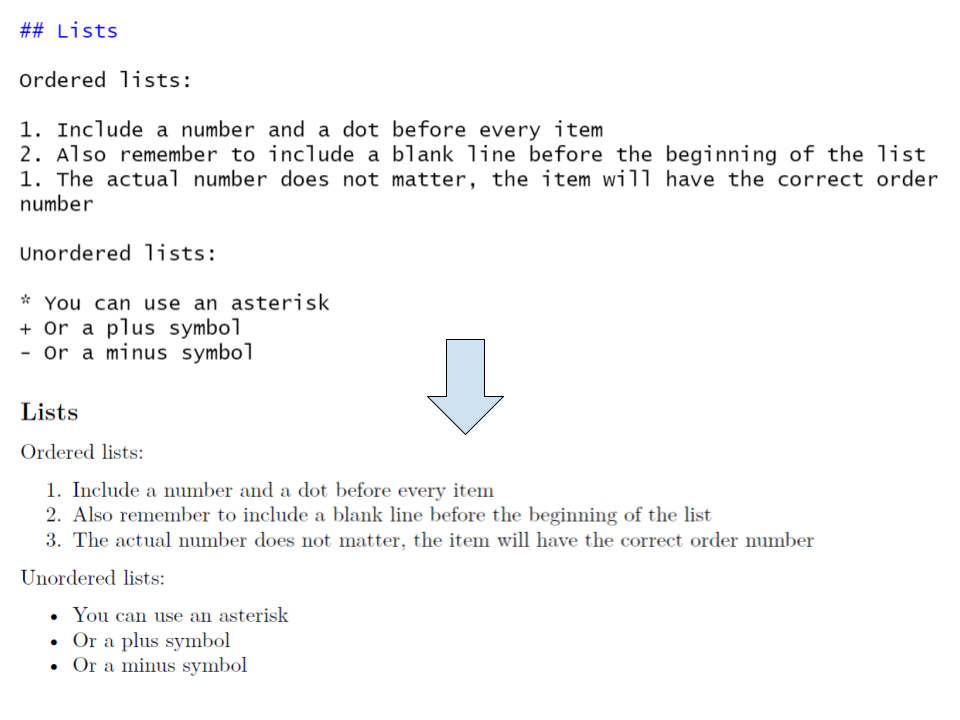 ## Lists
Ordered lists:
1. Include a number and a dot before every item
2. Also remember to include a blank line before the beginning of the list
1. The actual number does not matter, the item will have the correct order
number
Unordered lists:
* You can use an asterisk
+ Or a plus symbol
- Or a minus symbol
Lists
Ordered lists:
1. Include a number and a dot before every item
2. Also remember to include a blank line before the beginning of the list
3. The actual number does not matter, the item will have the correct order number
Unordered lists:
• You can use an asterisk
• Or a plus symbol
• Or a minus symbol